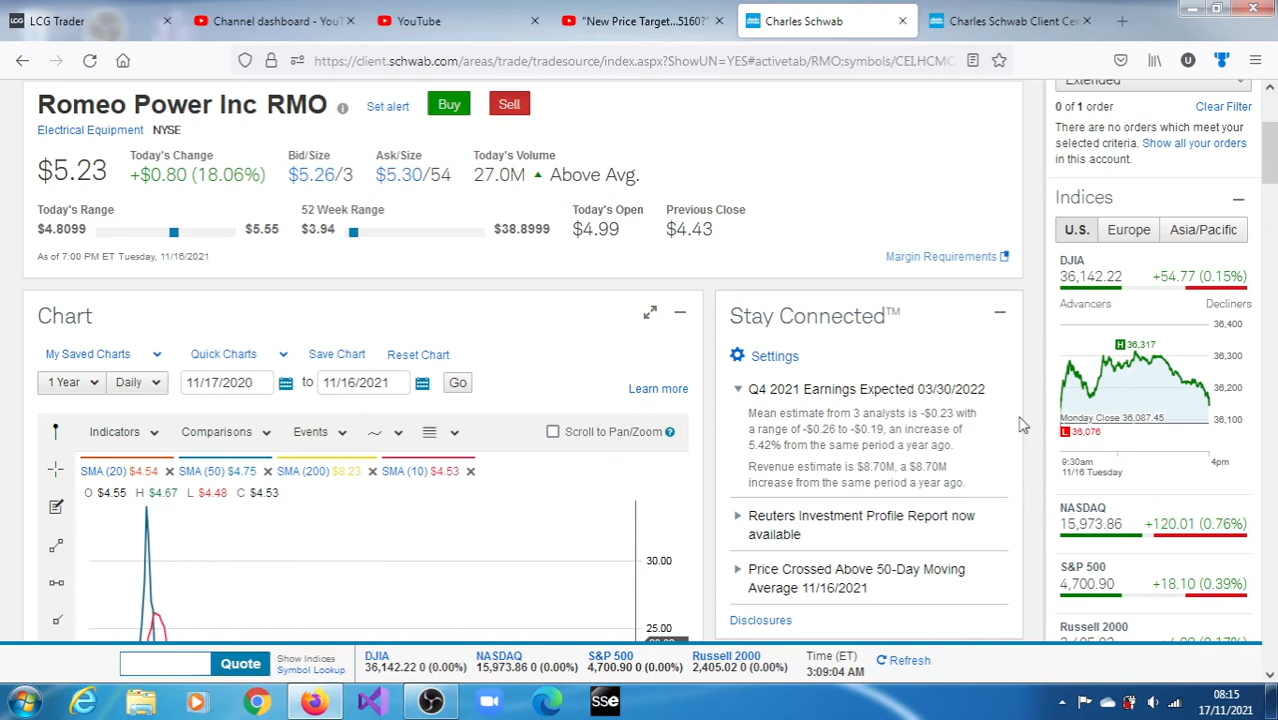 LCG Trader
Channel dashboard - YouT
YouTube
"New Price Target...5160?"
Charles Schwab
Charles Schwab Client Cen
https://client.schwab.com/areas/trade/tradesource/index.aspx?ShowUN=YES#activetab/RMO;symbols/CEI,HCMC
Romeo Power Inc RMO
Set alert
Buy
Sell
Electrical Equipment NYSE
$5.23
Today's Change
+$0.80 (18.06%)
Bid/Size
$5.26/3
Ask/Size
$5.30/54
Today's Volume
27.0M Above Avg.
Today's Range
$4.8099 $5.55
52 Week Range
$3.94 $38.8999
Today's Open
$4.99
Previous Close
$4.43
As of 7:00 PM ET Tuesday, 11/16/2021
Margin Requirements
Chart
My Saved Charts
Quick Charts
Save Chart
Reset Chart
1 Year
Daily
11/17/2020
to
11/16/2021
Go
Learn more
Indicators
Comparisons
Events
Scroll to Pan/Zoom
SMA (20) $4.54
SMA (50) $4.75
SMA (200) $8.23
SMA (10) $4.53
O $4.55 H $4.67 L $4.48 C $4.53
30.00
25.00
Stay Connected™
Settings
Q4 2021 Earnings Expected 03/30/2022
Mean estimate from 3 analysts is -$0.23 with
a range of -$0.26 to -$0.19, an increase of
5.42% from the same period a year ago.
Revenue estimate is $8.70M, a $8.70M
increase from the same period a year ago.
Reuters Investment Profile Report now
available
Price Crossed Above 50-Day Moving
Average 11/16/2021
Disclosures
Extended
0 of 1 order
Clear Filter
There are no orders which meet your
selected criteria. Show all your orders
in this account.
Indices
U.S.
Europe
Asia/Pacific
DJIA
36,142.22 +54.77 (0.15%)
Advancers
Decliners
36,400
H 36,317
36,300
36,200
Monday Close 36,087.45
36,100
L 36,076
9:30am
4pm
11/16 Tuesday
NASDAQ
15,973.86 +120.01 (0.76%)
S&P 500
4,700.90 +18.10 (0.39%)
Russell 2000
Quote
Show Indices
Symbol Lookup
DJIA
36,142.22 0 (0.00%)
NASDAQ
15,973.86 0 (0.00%)
S&P 500
4,700.90 0 (0.00%)
Russell 2000
2,405.02 0 (0.00%)
Time (ET)
3:09:04 AM
Refresh
sse
08:15
17/11/2021